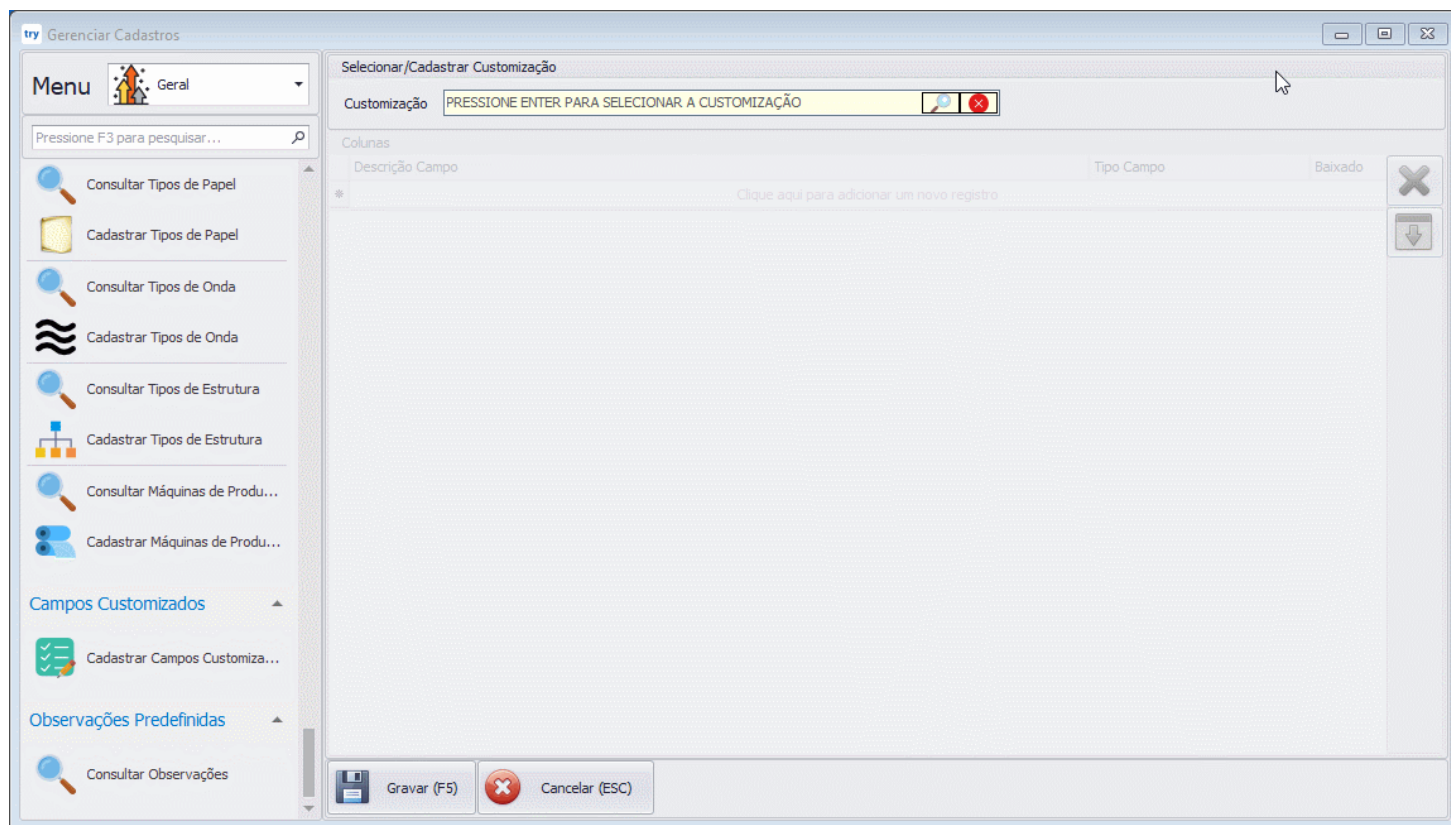 try Gerenciar Cadastros
Menu
Geral
Pressione F3 para pesquisar...
Consultar Tipos de Papel
Cadastrar Tipos de Papel
Consultar Tipos de Onda
Cadastrar Tipos de Onda
Consultar Tipos de Estrutura
Cadastrar Tipos de Estrutura
Consultar Máquinas de Produ...
Cadastrar Máquinas de Produ...
Campos Customizados
Cadastrar Campos Customiza...
Observações Predefinidas
Consultar Observações
Selecionar/Cadastrar Customização
Customização PRESSIONE ENTER PARA SELECIONAR A CUSTOMIZAÇÃO
Colunas
Descrição Campo Tipo Campo Baixado
Clique aqui para adicionar um novo registro
Gravar (F5) Cancelar (ESC)